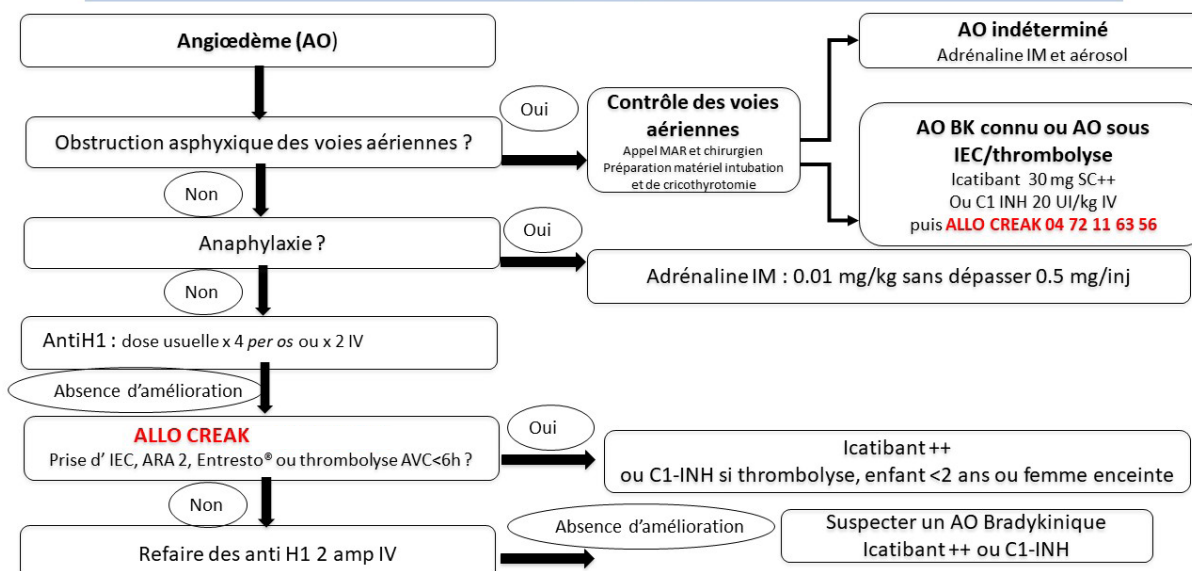 Angiœdème (AO)
Obstruction asphyxique des voies aériennes ?
Oui
Contrôle des voies
aériennes
Appel MAR et chirurgien
Préparation matériel intubation
et de cricothyrotomie
AO indéterminé
Adrénaline IM et aérosol
AO BK connu ou AO sous
IEC/thrombolyse
Icatibant 30 mg SC++
Ou C1 INH 20 UI/kg IV
puis ALLO CREAK 04 72 11 63 56
Non
Anaphylaxie ?
Oui
Adrénaline IM : 0.01 mg/kg sans dépasser 0.5 mg/inj
Non
AntiH1 : dose usuelle x 4 per os ou x 2 IV
Absence d'amélioration
ALLO CREAK
Prise d' IEC, ARA 2, Entresto® ou thrombolyse AVC<6h ?
Oui
Icatibant ++
ou C1-INH si thrombolyse, enfant <2 ans ou femme enceinte
Non
Refaire des anti H1 2 amp IV
Absence d'amélioration
Suspecter un AO Bradykinique
Icatibant ++ ou C1-INH